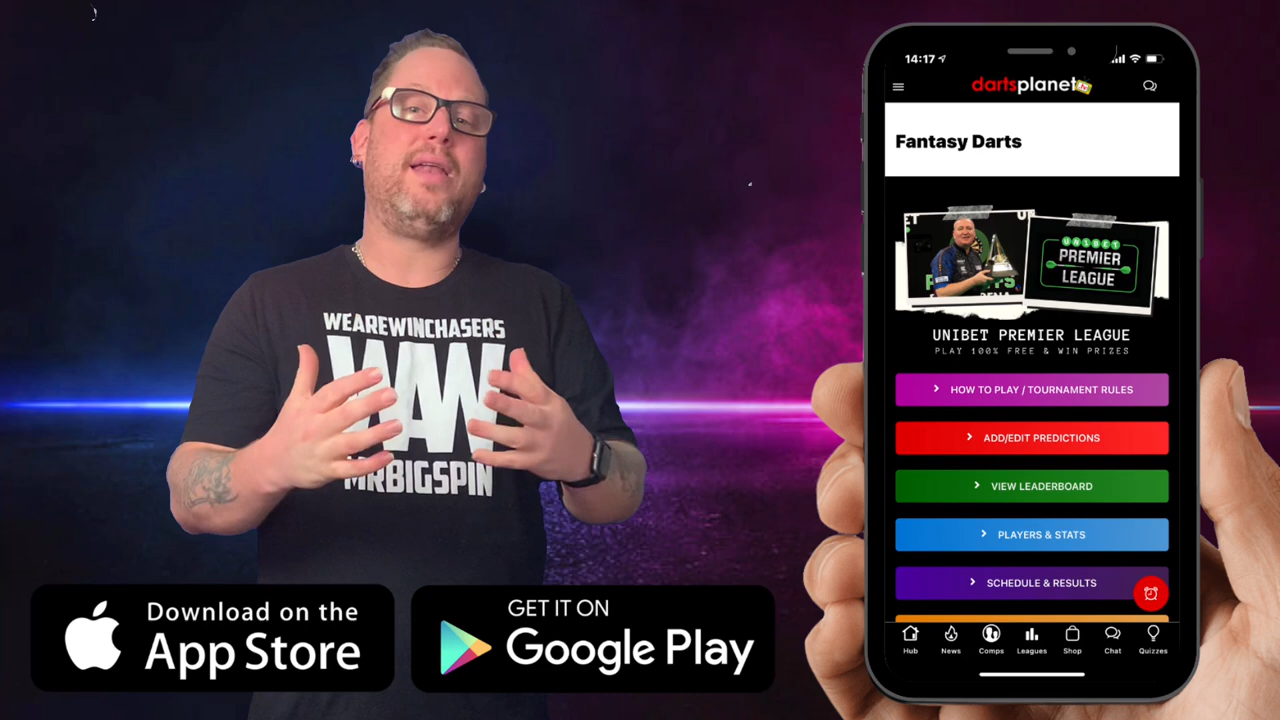 WEAREWINCHASERS
WAW
MRBIGSPIN
Download on the
App Store
GET IT ON
Google Play
14:17
dartsplanet
Fantasy Darts
UNIBET
PREMIER
LEAGUE
UNIBET PREMIER LEAGUE
PLAY 100% FREE & WIN PRIZES
HOW TO PLAY / TOURNAMENT RULES
ADD/EDIT PREDICTIONS
VIEW LEADERBOARD
PLAYERS & STATS
SCHEDULE & RESULTS
Hub News Comps Leagues Shop Chat Quizzes